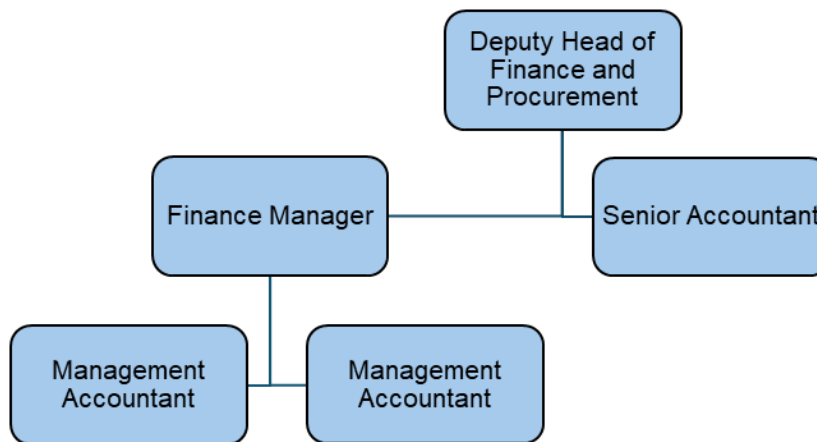 Deputy Head of
Finance and
Procurement
Finance Manager
Senior Accountant
Management
Accountant
Management
Accountant